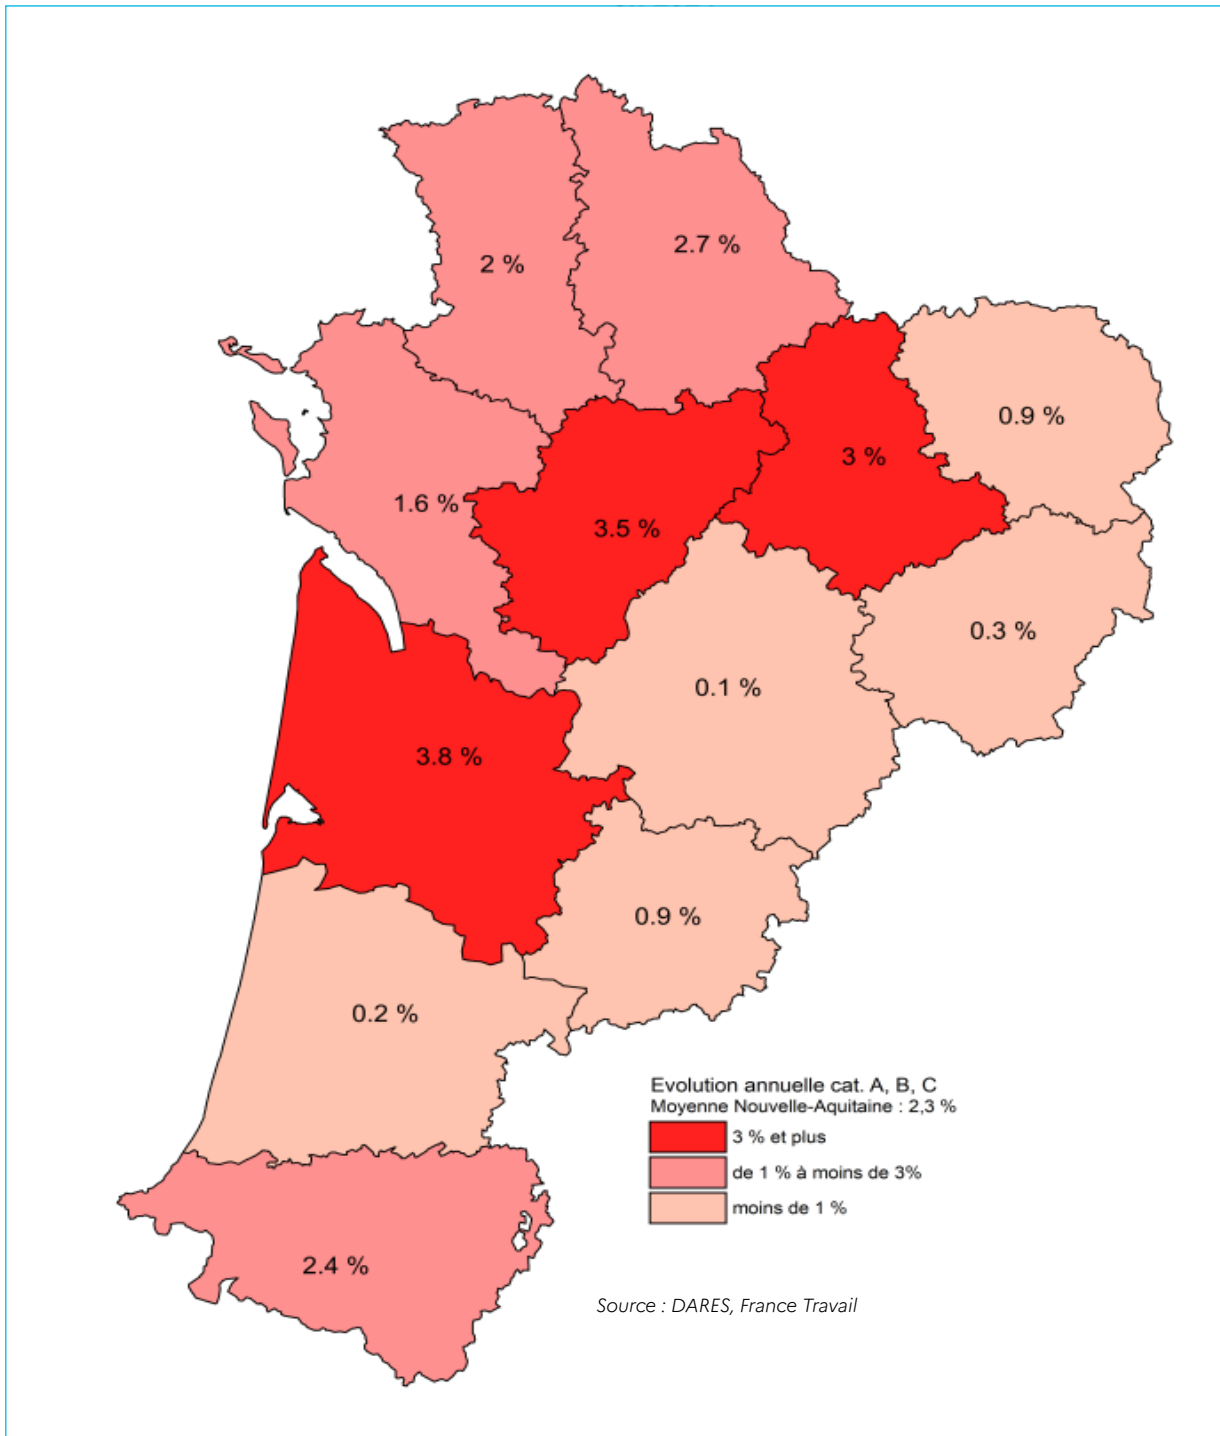 2.7 %
2 %
0.9 %
3 %
1.6 %
3.5 %
0.3 %
0.1 %
3.8 %
0.9 %
0.2 %
Evolution annuelle cat. A, B, C
Moyenne Nouvelle-Aquitaine : 2,3 %
3 % et plus
de 1 % à moins de 3%
moins de 1 %
2.4 %
Source : DARES, France Travail